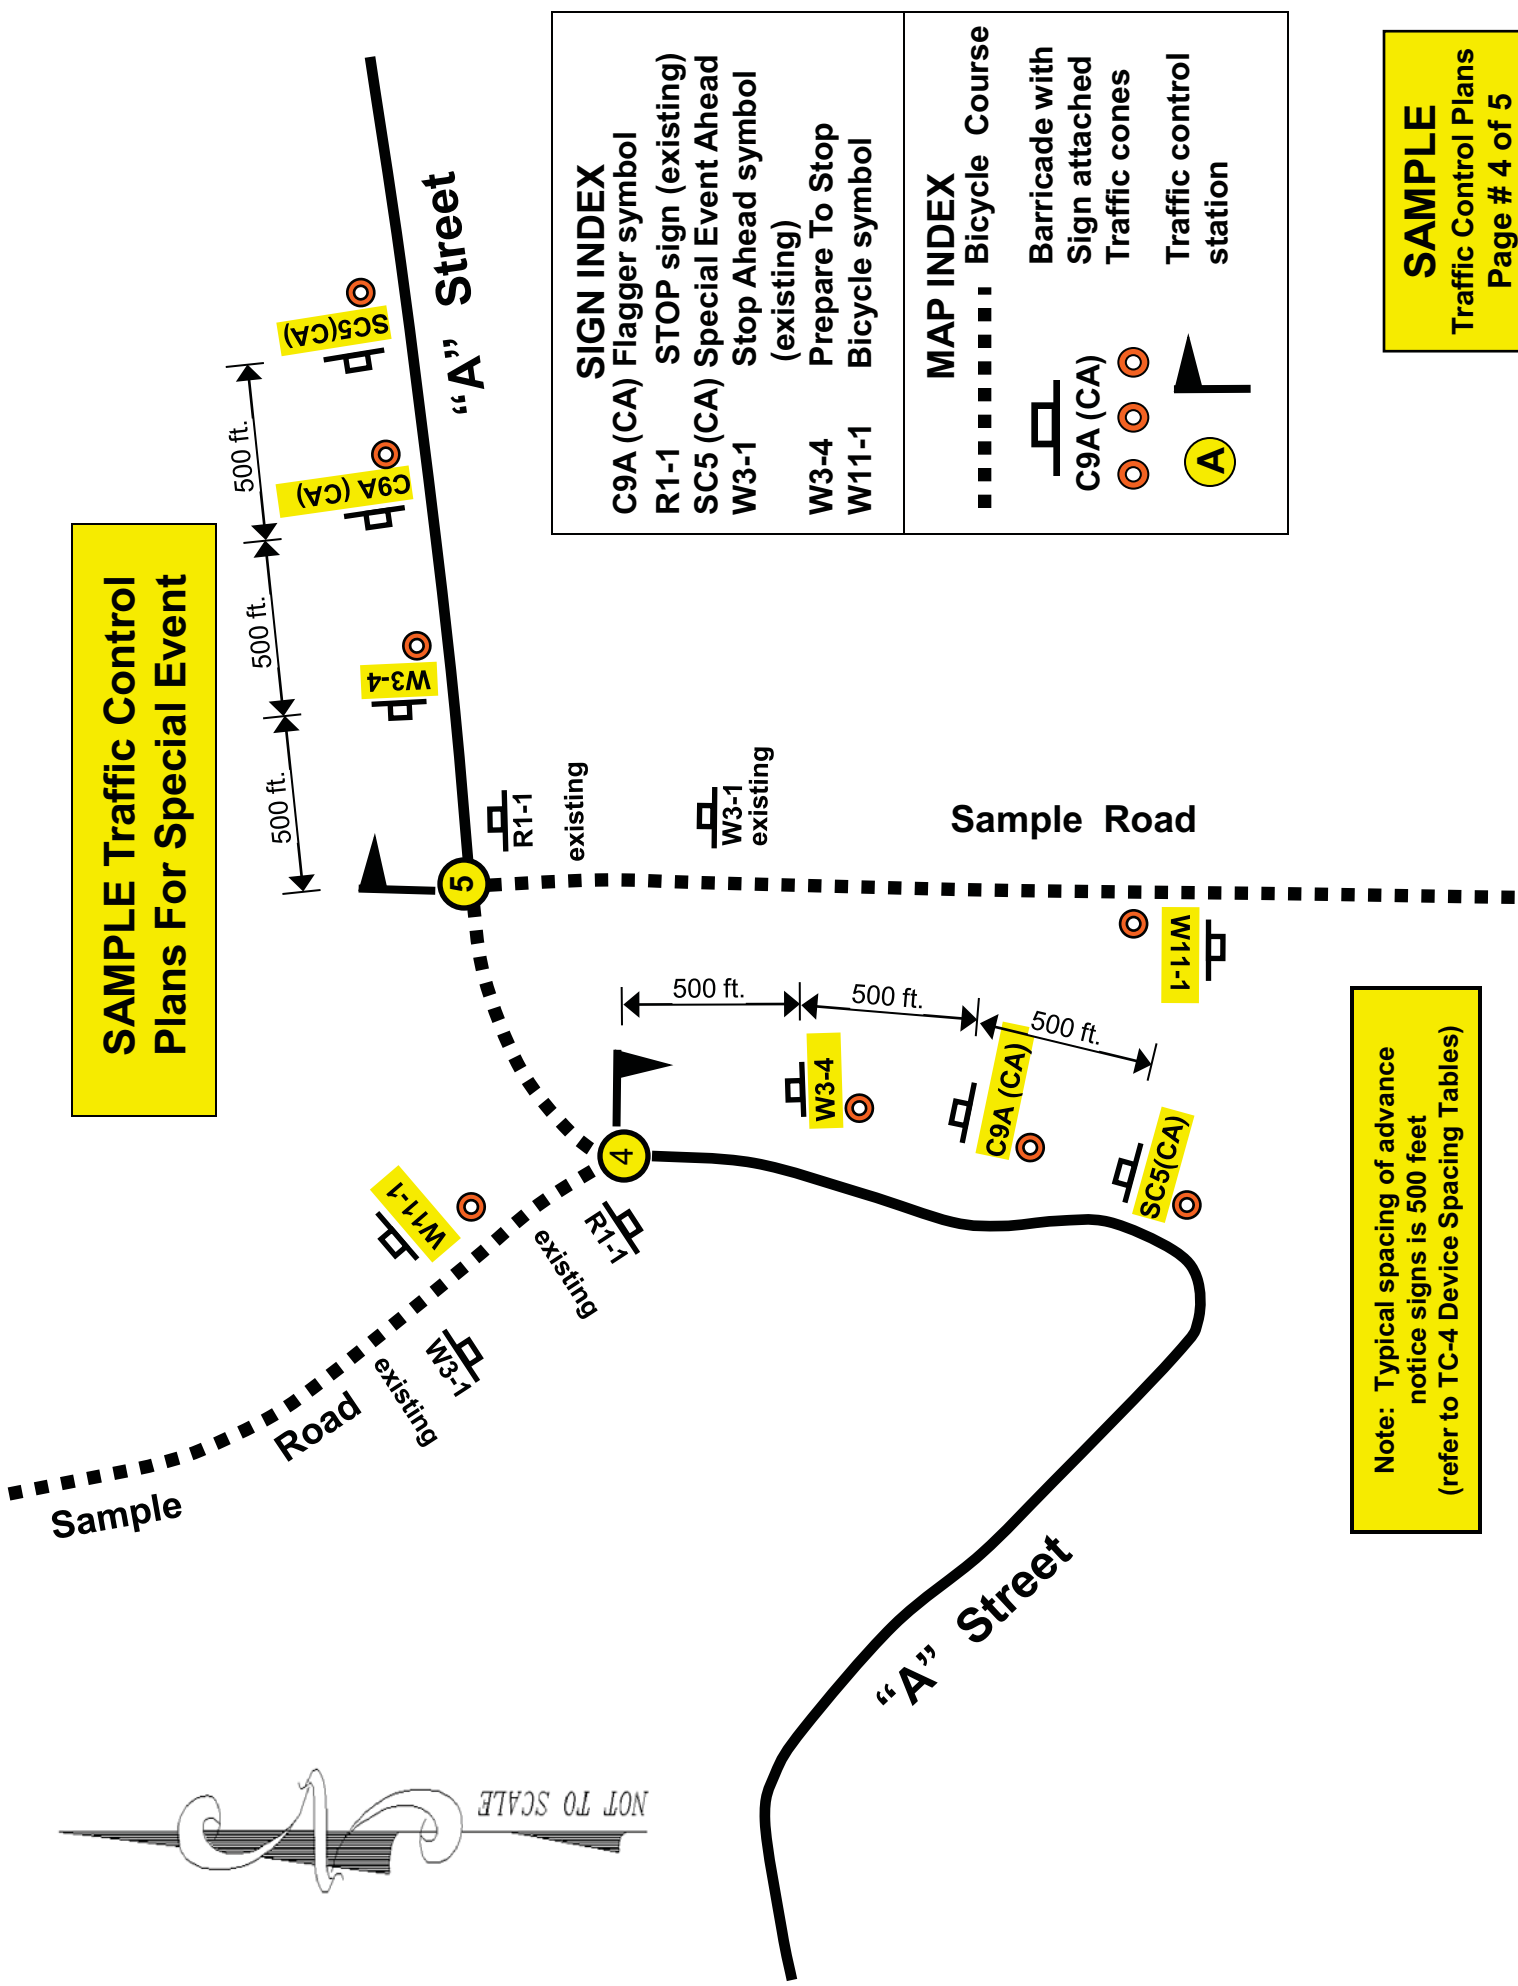 SAMPLE Traffic Control
Plans For Special Event
500 ft.
500 ft.
500 ft.
SC5(CA)
C9A (CA)
W3-4
“A” Street
5
R1-1
existing
W3-1
existing
Sample Road
W11-1
4
500 ft.
500 ft.
500 ft.
W3-4
C9A (CA)
SC5(CA)
W11-1
R1-1
existing
W3-1
existing
Sample
Road
“A” Street
NOT TO SCALE
N
SIGN INDEX
C9A (CA) Flagger symbol
R1-1 STOP sign (existing)
SC5 (CA) Special Event Ahead
W3-1 Stop Ahead symbol
(existing)
W3-4 Prepare To Stop
W11-1 Bicycle symbol
MAP INDEX
Bicycle Course
C9A (CA)
Barricade with
Sign attached
Traffic cones
A
Traffic control
station
Note: Typical spacing of advance
notice signs is 500 feet
(refer to TC-4 Device Spacing Tables)
SAMPLE
Traffic Control Plans
Page # 4 of 5